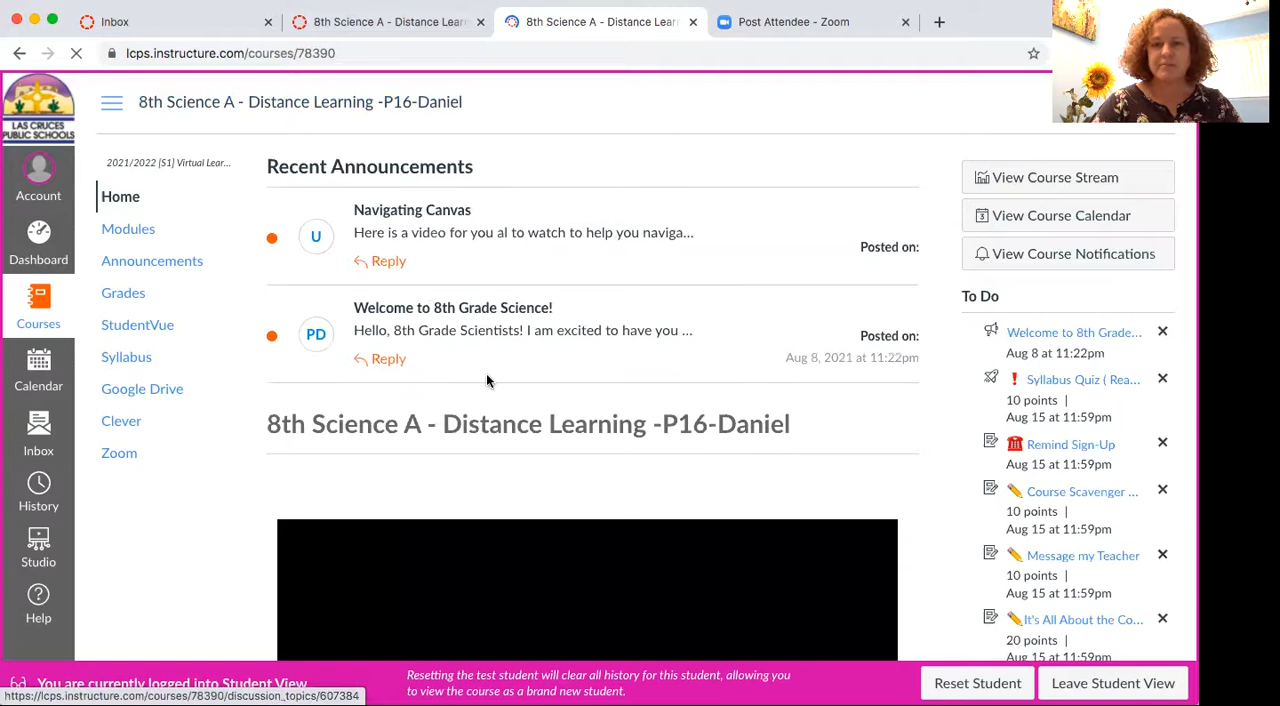 Inbox
8th Science A - Distance Learn
8th Science A - Distance Lear
Post Attendee - Zoom
lcps.instructure.com/courses/78390
LAS CRUCES
PUBLIC SCHOOLS
8th Science A - Distance Learning -P16-Daniel
Account
Dashboard
Courses
Calendar
Inbox
History
Studio
Help
2021/2022 [S1] Virtual Lear...
Home
Modules
Announcements
Grades
StudentVue
Syllabus
Google Drive
Clever
Zoom
Recent Announcements
U
Navigating Canvas
Here is a video for you al to watch to help you naviga...
Reply
Posted on:
PD
Welcome to 8th Grade Science!
Hello, 8th Grade Scientists! I am excited to have you ...
Reply
Posted on:
Aug 8, 2021 at 11:22pm
8th Science A - Distance Learning -P16-Daniel
View Course Stream
View Course Calendar
View Course Notifications
To Do
Welcome to 8th Grade...
Aug 8 at 11:22pm
❗ Syllabus Quiz ( Rea...
10 points |
Aug 15 at 11:59pm
Remind Sign-Up
Aug 15 at 11:59pm
Course Scavenger ...
10 points |
Aug 15 at 11:59pm
Message my Teacher
10 points |
Aug 15 at 11:59pm
It's All About the Co...
20 points |
Aug 15 at 11:59pm
You are currently logged into Student View
Resetting the test student will clear all history for this student, allowing you
to view the course as a brand new student.
Reset Student
Leave Student View
https://lcps.instructure.com/courses/78390/discussion_topics/607384